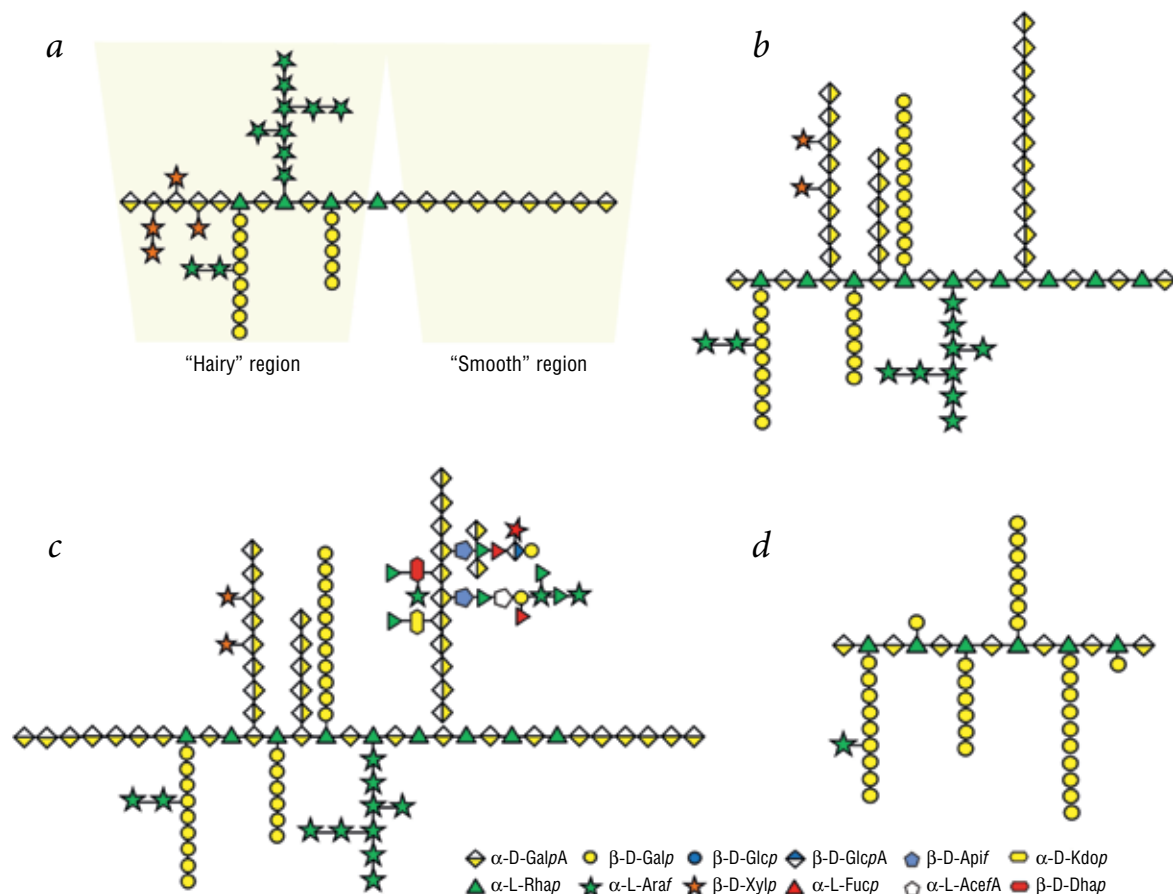 a
b
"Hairy" region
"Smooth" region
c
d
α-D-GalpA β-D-Galp β-D-Glcp β-D-GlcpA β-D-Apif α-D-Kdop
α-L-Rhap α-L-Araf β-D-Xylp α-L-Fucp α-L-AcefA β-D-Dhap